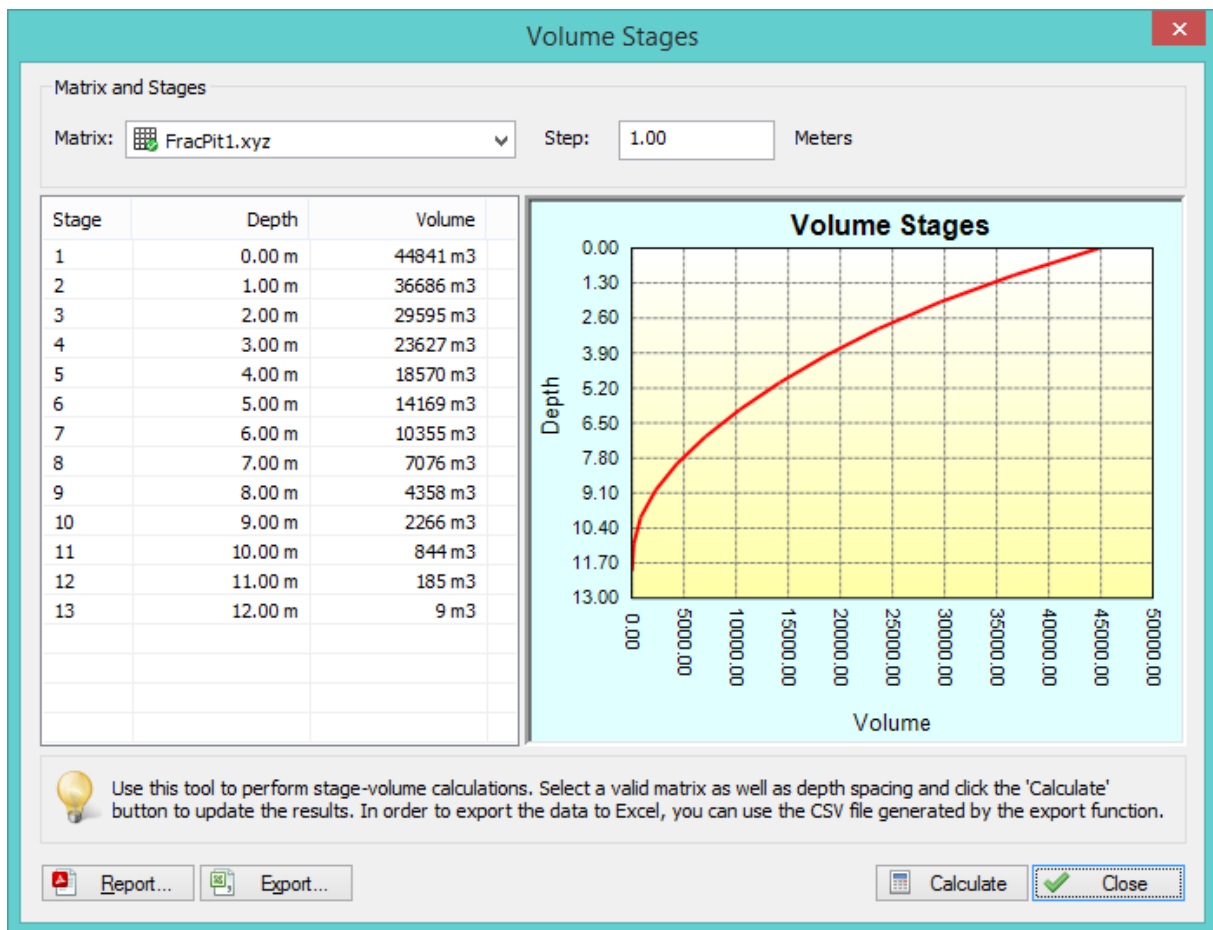 Volume Stages
Matrix and Stages
Matrix: FracPit1.xyz Step: 1.00 Meters
Stage Depth Volume
1 0.00 m 44841 m3
2 1.00 m 36686 m3
3 2.00 m 29595 m3
4 3.00 m 23627 m3
5 4.00 m 18570 m3
6 5.00 m 14169 m3
7 6.00 m 10355 m3
8 7.00 m 7076 m3
9 8.00 m 4358 m3
10 9.00 m 2266 m3
11 10.00 m 844 m3
12 11.00 m 185 m3
13 12.00 m 9 m3
Volume Stages
0.00
1.30
2.60
3.90
5.20
6.50
7.80
9.10
10.40
11.70
13.00
Depth
0.00 5000.00 10000.00 15000.00 20000.00 25000.00 30000.00 35000.00 40000.00 45000.00 50000.00
Volume
Use this tool to perform stage-volume calculations. Select a valid matrix as well as depth spacing and click the 'Calculate'
button to update the results. In order to export the data to Excel, you can use the CSV file generated by the export function.
Report... Export... Calculate Close